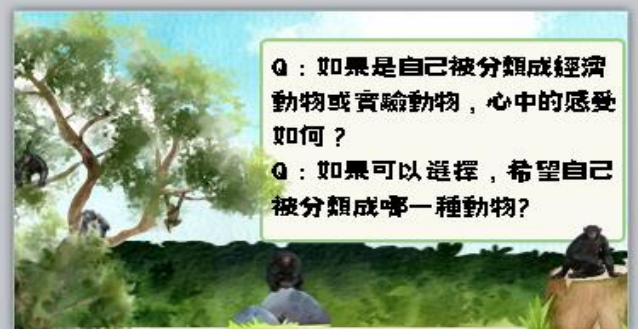 Q：如果是自己被分類成經濟
動物或實驗動物，心中的感受
如何？
Q：如果可以選擇，希望自己
被分類成哪一種動物?